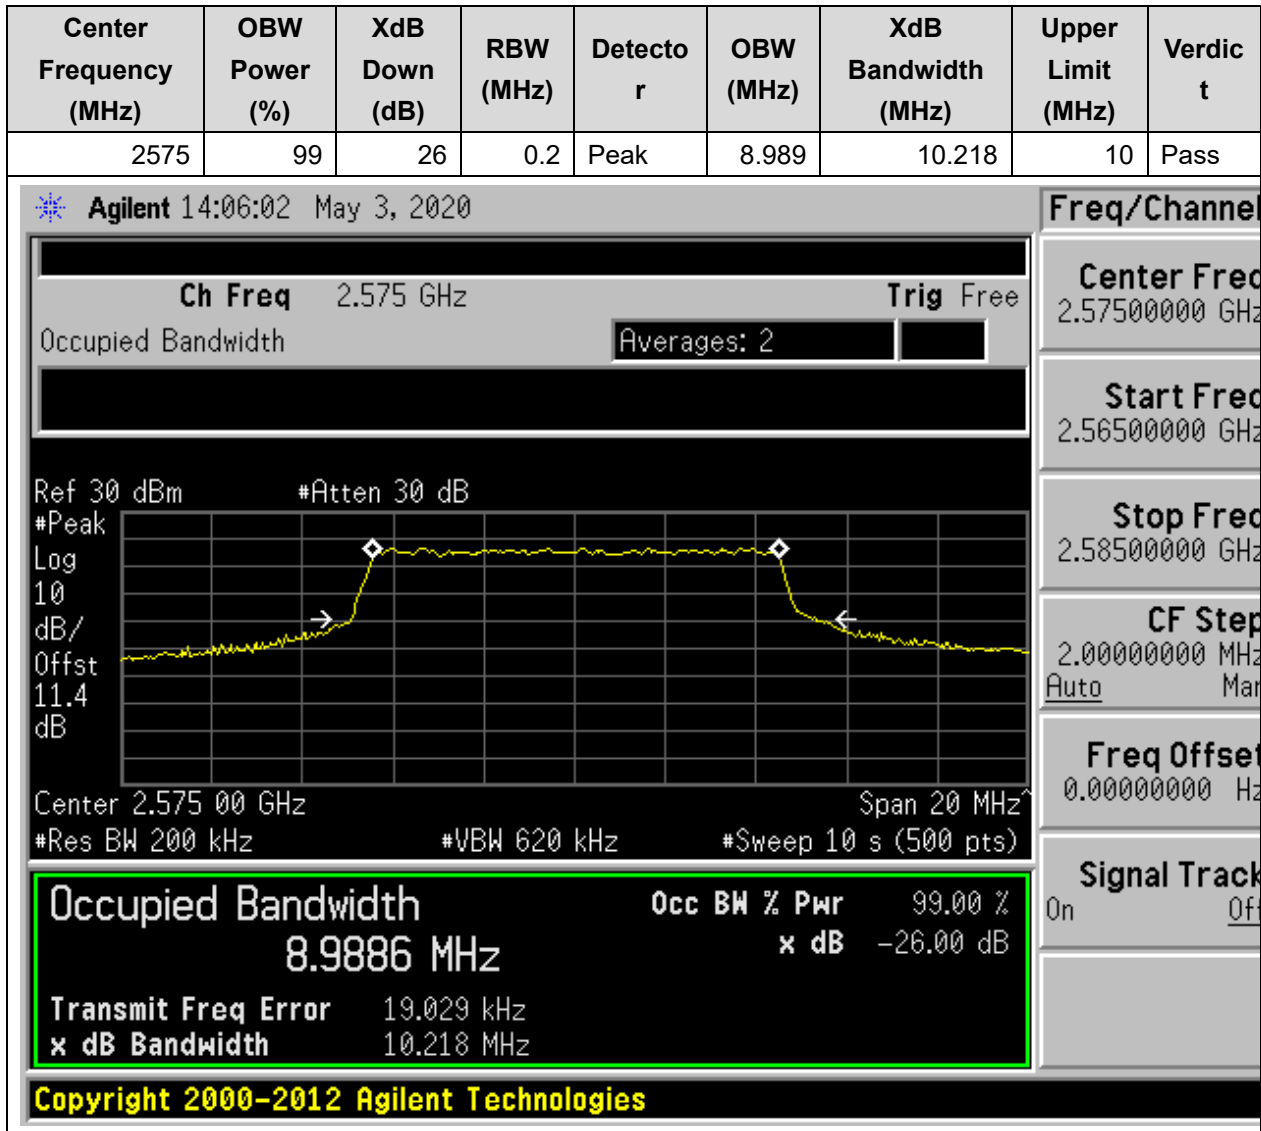 Center Frequency (MHz) OBW Power (%) XdB Down (dB) RBW (MHz) Detecto r OBW (MHz) XdB Bandwidth (MHz) Upper Limit (MHz) Verdic t
2575 99 26 0.2 Peak 8.989 10.218 10 Pass
Agilent 14:06:02 May 3, 2020
Freq/Channel
Ch Freq 2.575 GHz Trig Free
Occupied Bandwidth Averages: 2
Center Freq
2.57500000 GHz
Start Freq
2.56500000 GHz
Stop Freq
2.58500000 GHz
CF Step
2.00000000 MHz
Auto Man
Freq Offset
0.00000000 Hz
Signal Track
On Off
Ref 30 dBm #Atten 30 dB
#Peak
Log
10
dB/
Offst
11.4
dB
Center 2.575 00 GHz Span 20 MHz^
#Res BW 200 kHz #VBW 620 kHz #Sweep 10 s (500 pts)
Occupied Bandwidth Occ BW % Pwr 99.00 %
8.9886 MHz x dB -26.00 dB
Transmit Freq Error 19.029 kHz
x dB Bandwidth 10.218 MHz
Copyright 2000-2012 Agilent Technologies